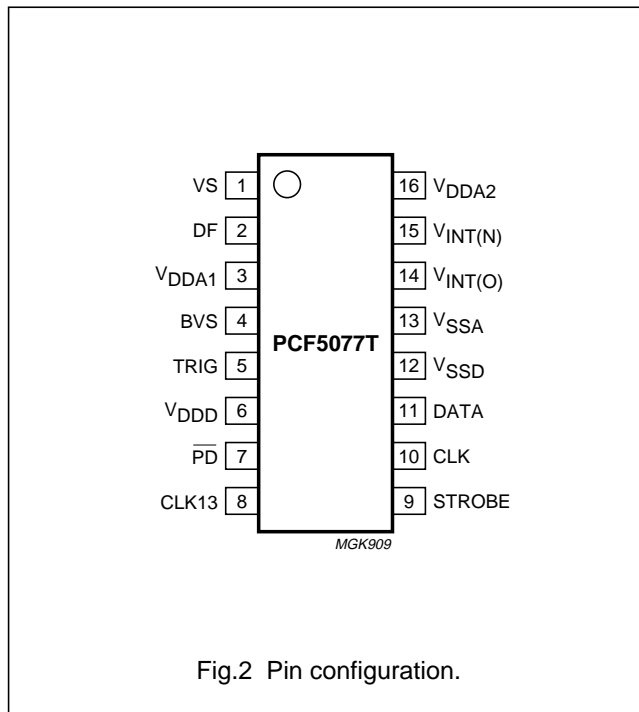 VS 1 16 VDDA2
DF 2 15 VINT(N)
VDDA1 3 14 VINT(O)
BVS 4 13 VSSA
PCF5077T
TRIG 5 12 VSSD
VDDD 6 11 DATA
PD 7 10 CLK
CLK13 8 9 STROBE
MGK909
Fig.2 Pin configuration.